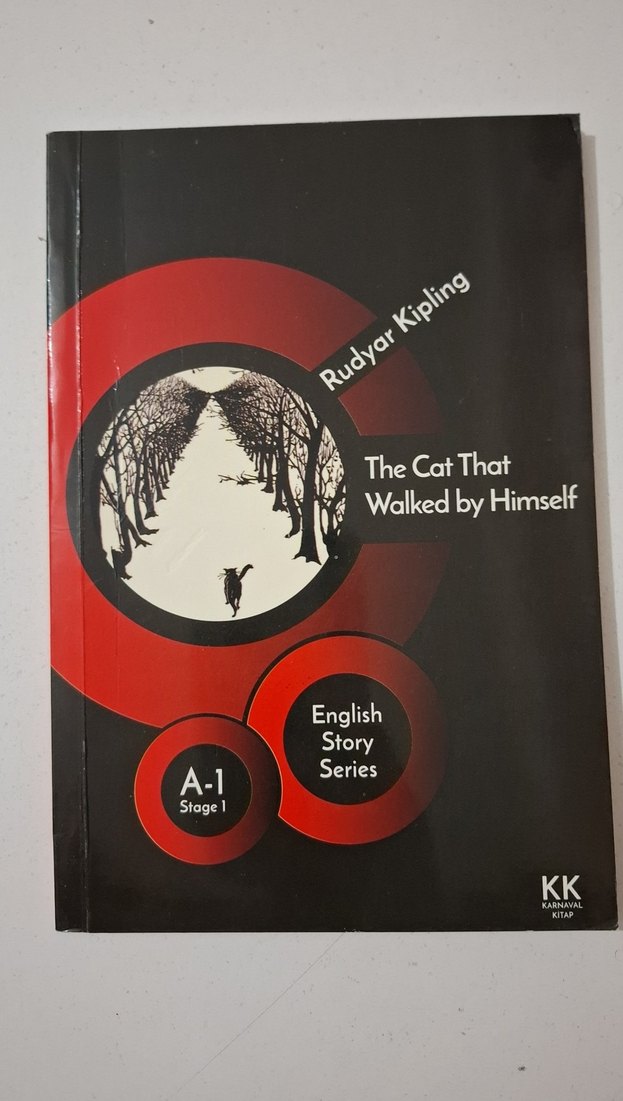 Rudyar Kipling
The Cat That
Walked by Himself
English
Story
Series
A-1
Stage 1
KK
KARNAVAL
KİTAP